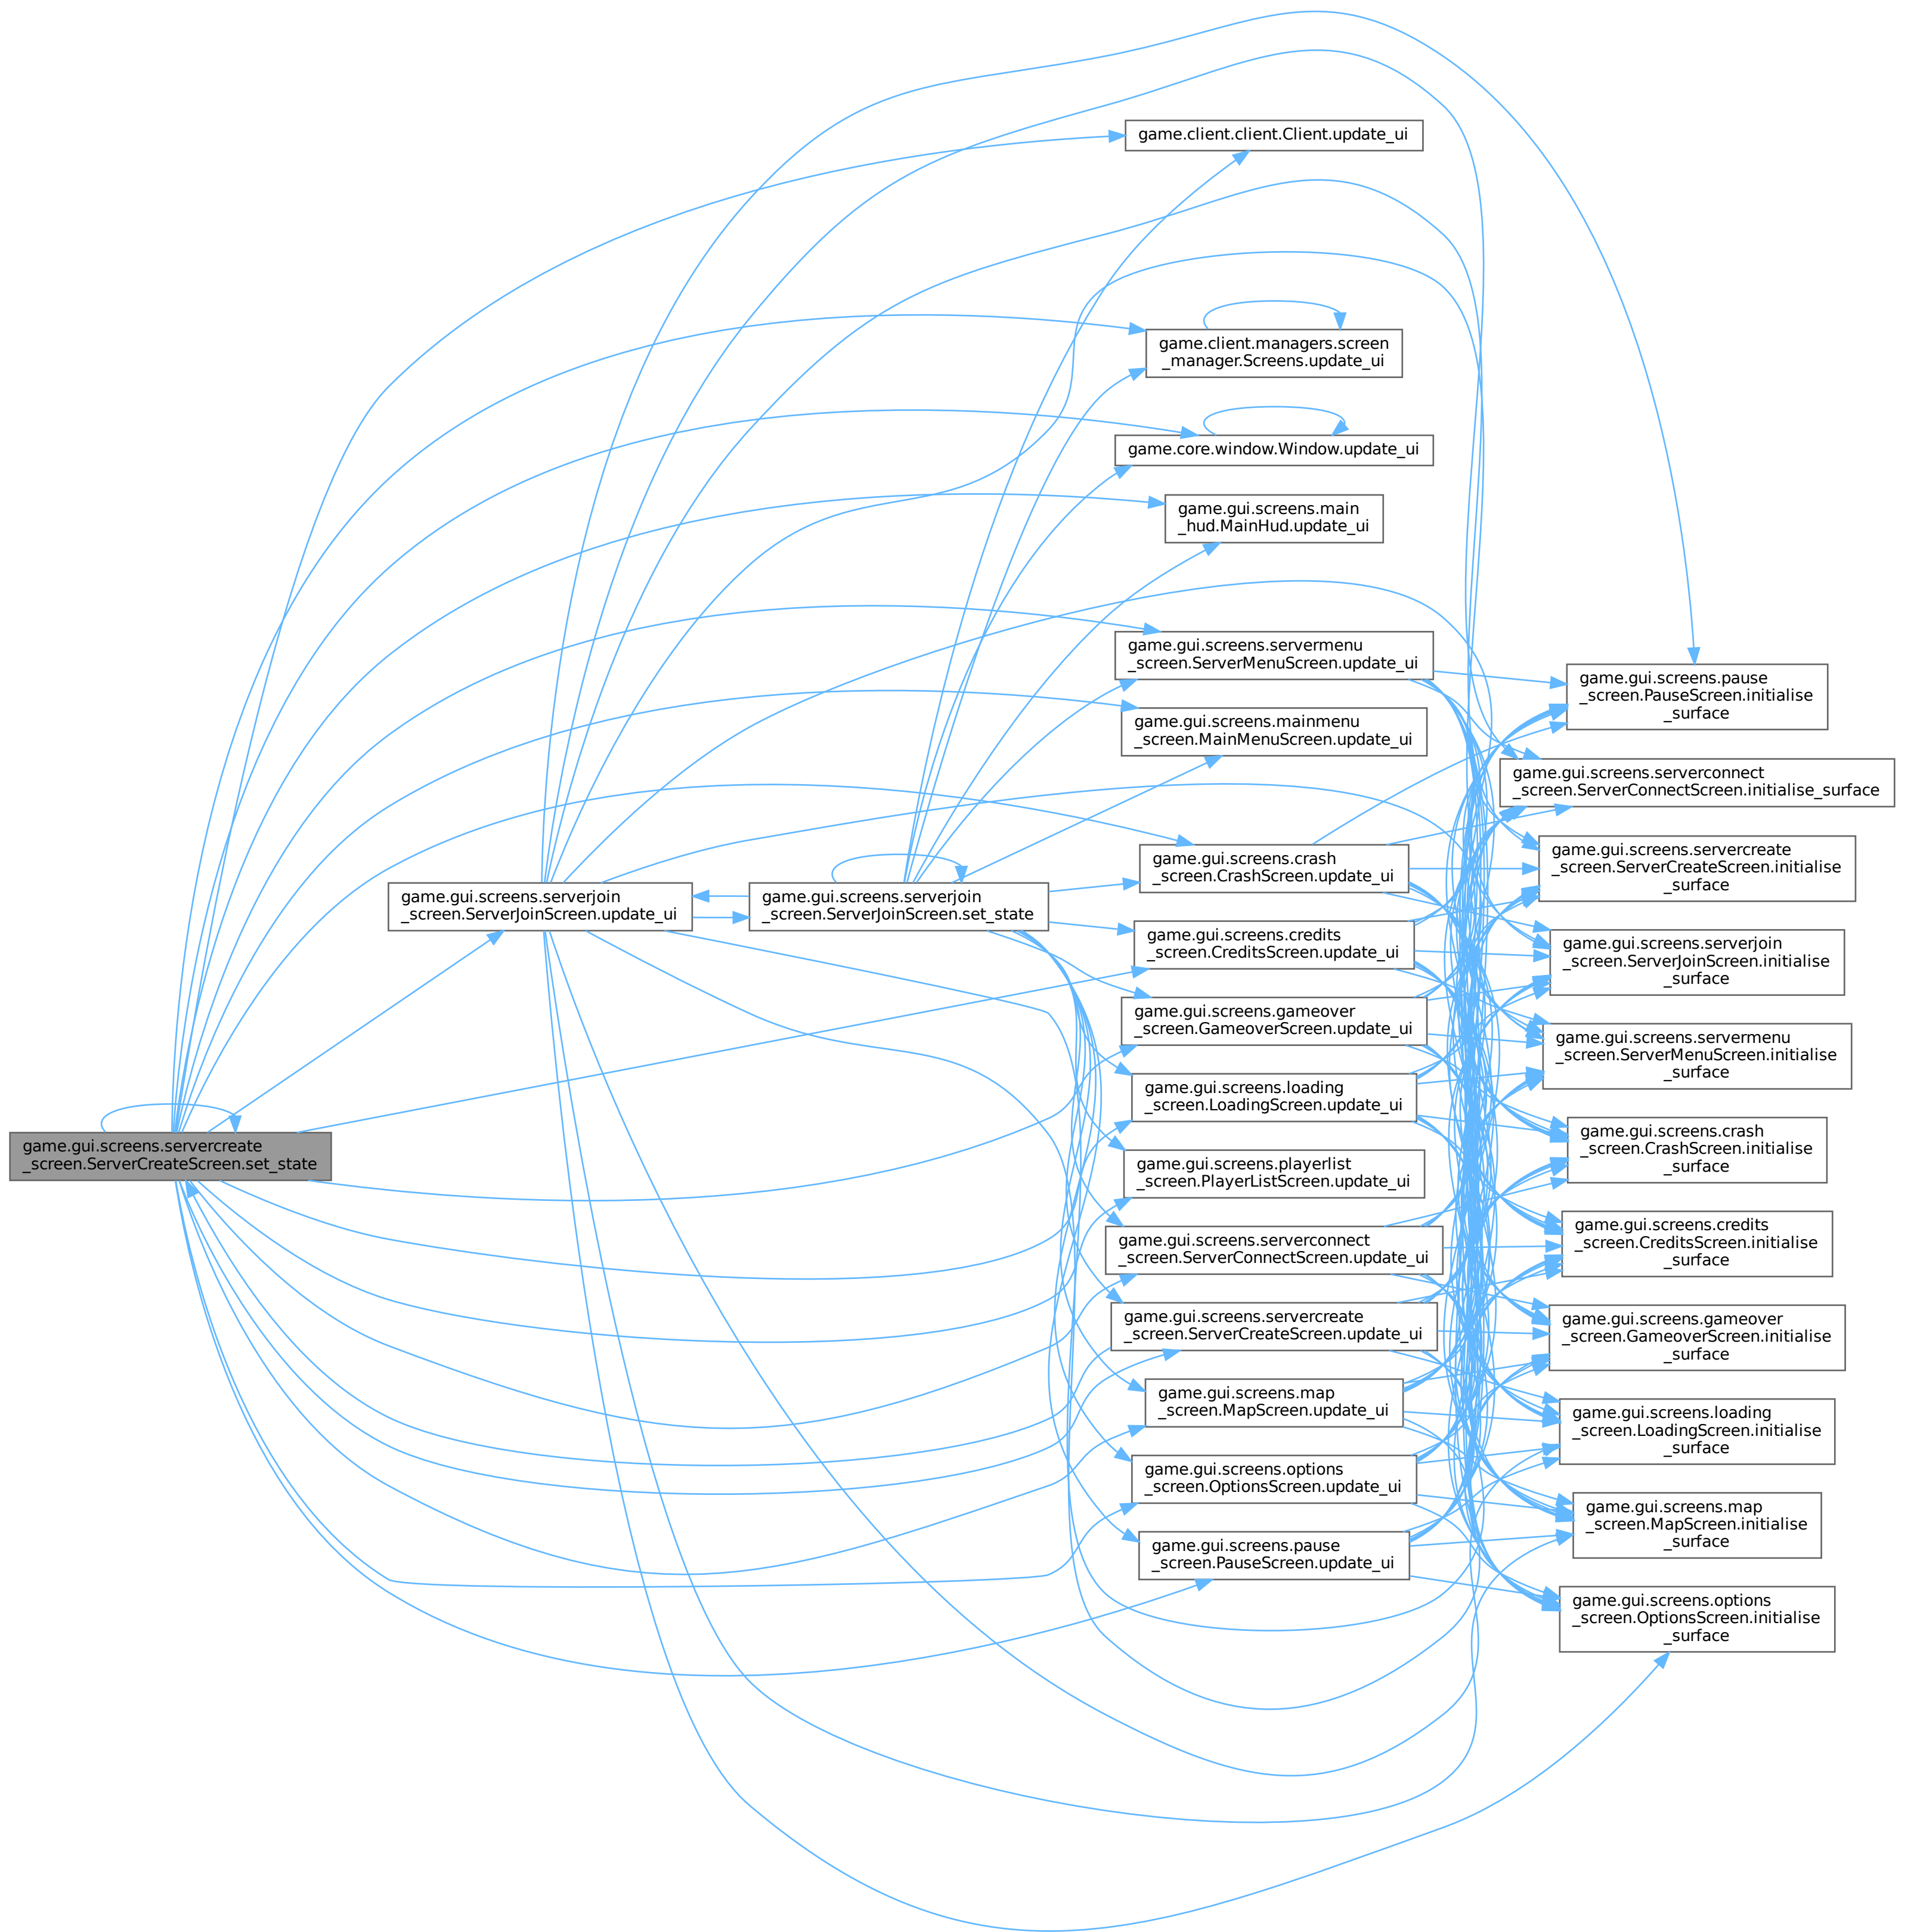 game.gui.screens.servercreate
_screen.ServerCreateScreen.set_state
game.gui.screens.serverjoin
_screen.ServerJoinScreen.update_ui
game.gui.screens.serverjoin
_screen.ServerJoinScreen.set_state
game.client.client.Client.update_ui
game.client.managers.screen
_manager.Screens.update_ui
game.core.window.Window.update_ui
game.gui.screens.main
_hud.MainHud.update_ui
game.gui.screens.servermenu
_screen.ServerMenuScreen.update_ui
game.gui.screens.mainmenu
_screen.MainMenuScreen.update_ui
game.gui.screens.crash
_screen.CrashScreen.update_ui
game.gui.screens.credits
_screen.CreditsScreen.update_ui
game.gui.screens.gameover
_screen.GameoverScreen.update_ui
game.gui.screens.loading
_screen.LoadingScreen.update_ui
game.gui.screens.playerlist
_screen.PlayerListScreen.update_ui
game.gui.screens.serverconnect
_screen.ServerConnectScreen.update_ui
game.gui.screens.servercreate
_screen.ServerCreateScreen.update_ui
game.gui.screens.map
_screen.MapScreen.update_ui
game.gui.screens.options
_screen.OptionsScreen.update_ui
game.gui.screens.pause
_screen.PauseScreen.update_ui
game.gui.screens.pause
_screen.PauseScreen.initialise
_surface
game.gui.screens.serverconnect
_screen.ServerConnectScreen.initialise_surface
game.gui.screens.servercreate
_screen.ServerCreateScreen.initialise
_surface
game.gui.screens.serverjoin
_screen.ServerJoinScreen.initialise
_surface
game.gui.screens.servermenu
_screen.ServerMenuScreen.initialise
_surface
game.gui.screens.crash
_screen.CrashScreen.initialise
_surface
game.gui.screens.credits
_screen.CreditsScreen.initialise
_surface
game.gui.screens.gameover
_screen.GameoverScreen.initialise
_surface
game.gui.screens.loading
_screen.LoadingScreen.initialise
_surface
game.gui.screens.map
_screen.MapScreen.initialise
_surface
game.gui.screens.options
_screen.OptionsScreen.initialise
_surface